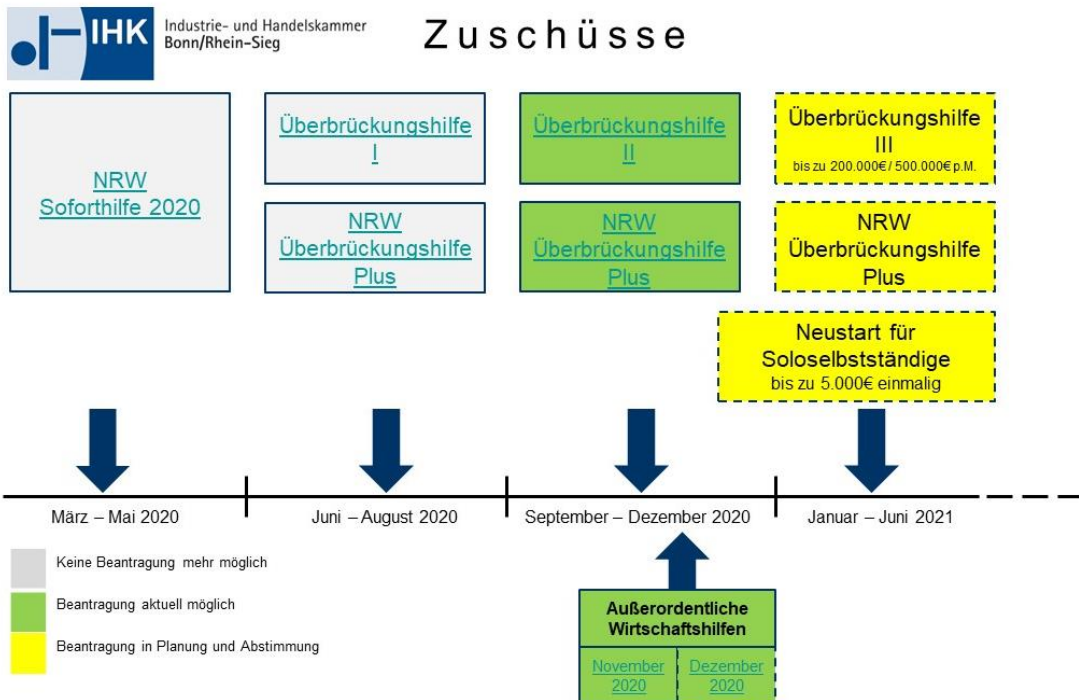 IHK
Industrie- und Handelskammer
Bonn/Rhein-Sieg
Zuschüsse
NRW
Soforthilfe 2020
Überbrückungshilfe
I
NRW
Überbrückungshilfe
Plus
Überbrückungshilfe
II
NRW
Überbrückungshilfe
Plus
Überbrückungshilfe
III
bis zu 200.000€ / 500.000€ p.M.
NRW
Überbrückungshilfe
Plus
Neustart für
Soloselbstständige
bis zu 5.000€ einmalig
März – Mai 2020
Juni – August 2020
September – Dezember 2020
Januar – Juni 2021
Keine Beantragung mehr möglich
Beantragung aktuell möglich
Beantragung in Planung und Abstimmung
Außerordentliche
Wirtschaftshilfen
November
2020
Dezember
2020